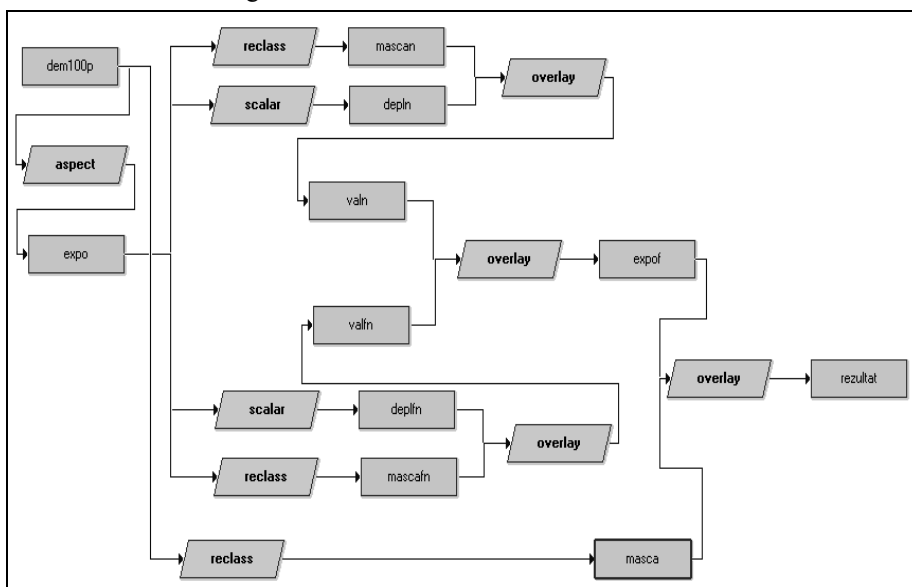 reclass
mascan
dem100p
overlay
scalar
depln
aspect
valn
expo
overlay
expof
valfn
overlay
rezultat
scalar
deplfn
overlay
reclass
mascafn
reclass
masca